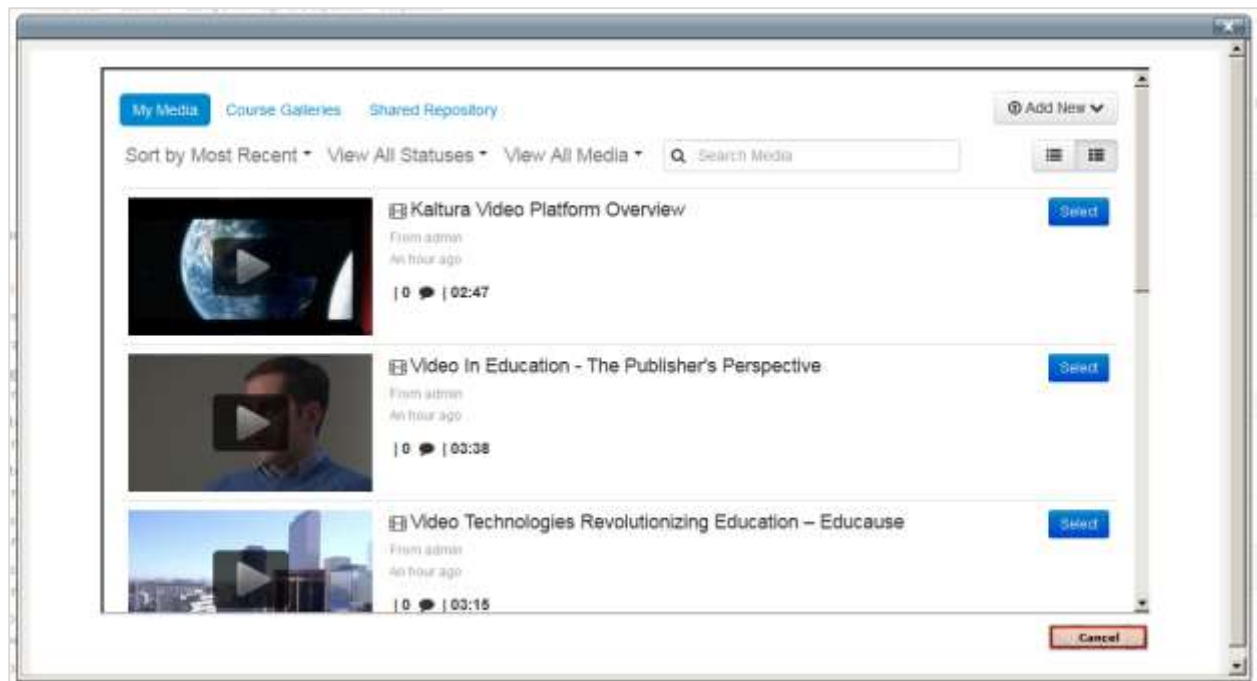 My Media Course Galleries Shared Repository Add New
Sort by Most Recent View All Statuses View All Media Search Media
Kaltura Video Platform Overview Select
From admin
An hour ago
| 0 | 02:47
Video In Education - The Publisher's Perspective Select
From admin
An hour ago
| 0 | 03:38
Video Technologies Revolutionizing Education – Educause Select
From admin
An hour ago
| 0 | 03:15
Cancel